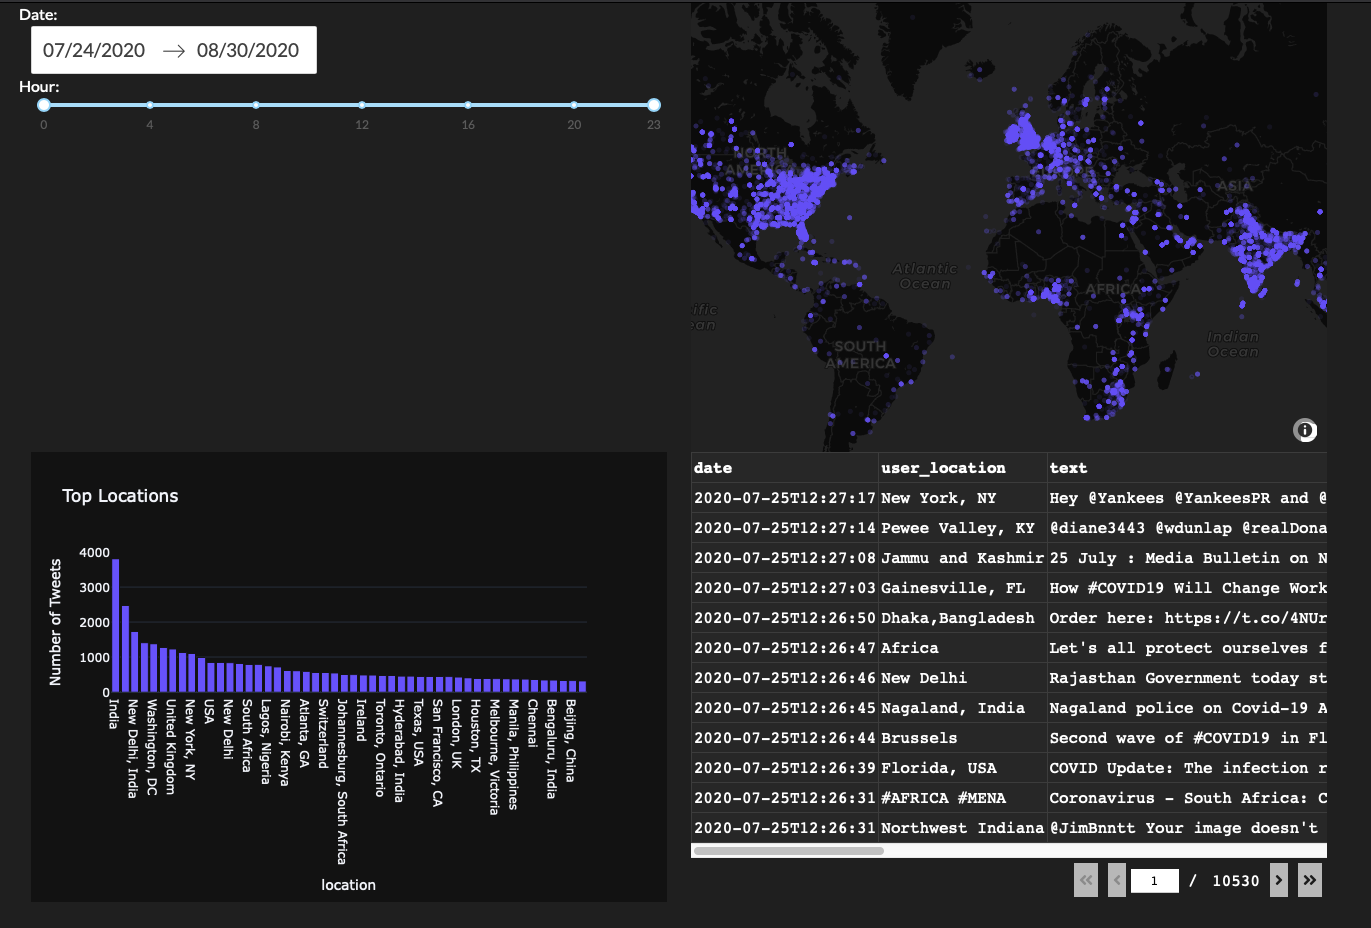 Date:
07/24/2020 → 08/30/2020
Hour:
0 4 8 12 16 20 23
NORTH
AMERICA
ASIA
Atlantic
Ocean
AFRICA
ific
ean
SOUTH
AMERICA
Indian
Ocean
Top Locations
Number of Tweets
4000
3000
2000
1000
0
India
New Delhi, India
Washington, DC
United Kingdom
New York, NY
USA
New Delhi
South Africa
Lagos, Nigeria
Nairobi, Kenya
Atlanta, GA
Switzerland
Johannesburg, South Africa
Ireland
Toronto, Ontario
Hyderabad, India
Texas, USA
San Francisco, CA
London, UK
Houston, TX
Melbourne, Victoria
Manila, Philippines
Chennai
Bengaluru, India
Beijing, China
location
date user_location text
2020-07-25T12:27:17 New York, NY Hey @Yankees @YankeesPR and @
2020-07-25T12:27:14 Pewee Valley, KY @diane3443 @wdunlap @realDona
2020-07-25T12:27:08 Jammu and Kashmir 25 July : Media Bulletin on N
2020-07-25T12:27:03 Gainesville, FL How #COVID19 Will Change Work
2020-07-25T12:26:50 Dhaka,Bangladesh Order here: https://t.co/4NUr
2020-07-25T12:26:47 Africa Let's all protect ourselves f
2020-07-25T12:26:46 New Delhi Rajasthan Government today st
2020-07-25T12:26:45 Nagaland, India Nagaland police on Covid-19 A
2020-07-25T12:26:44 Brussels Second wave of #COVID19 in Fl
2020-07-25T12:26:39 Florida, USA COVID Update: The infection r
2020-07-25T12:26:31 #AFRICA #MENA Coronavirus - South Africa: C
2020-07-25T12:26:31 Northwest Indiana @JimBnntt Your image doesn't
1 / 10530